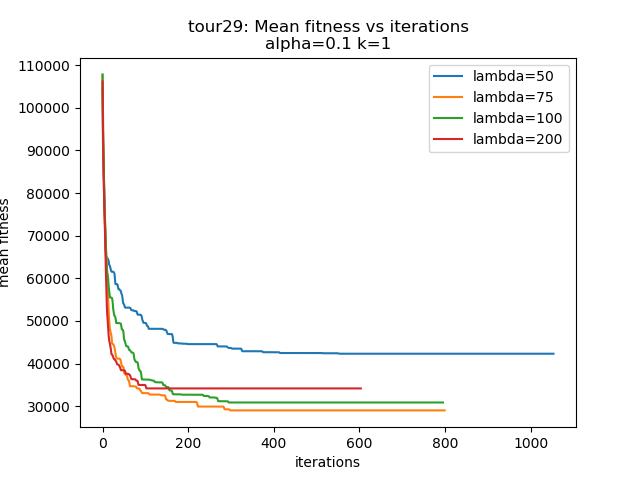 tour29: Mean fitness vs iterations
alpha=0.1 k=1
lambda=50
lambda=75
lambda=100
lambda=200
110000
100000
90000
80000
70000
60000
50000
40000
30000
mean fitness
0 200 400 600 800 1000
iterations